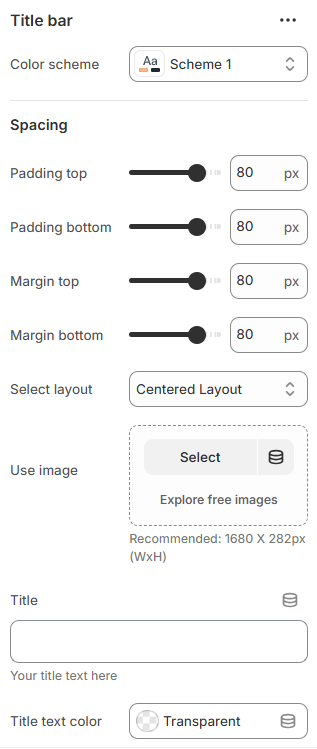 Title bar
Color scheme
Aa
Scheme 1
Spacing
Padding top
80 px
Padding bottom
80 px
Margin top
80 px
Margin bottom
80 px
Select layout
Centered Layout
Use image
Select
Explore free images
Recommended: 1680 X 282px
(WxH)
Title
Your title text here
Title text color
Transparent